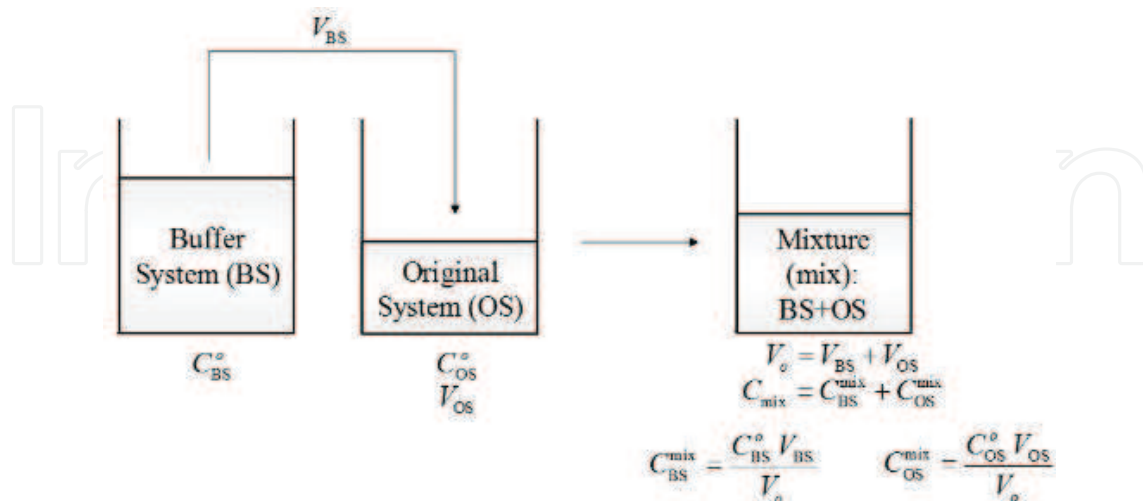 V_BS
Buffer
System (BS)
Original
System (OS)
Mixture
(mix):
BS+OS
C°_BS
C°_OS
V_OS
V_o = V_BS + V_OS
C_mix = C_BS^mix + C_OS^mix
C_BS^mix = C°_BS V_BS / V_o
C_OS^mix = C°_OS V_OS / V_o